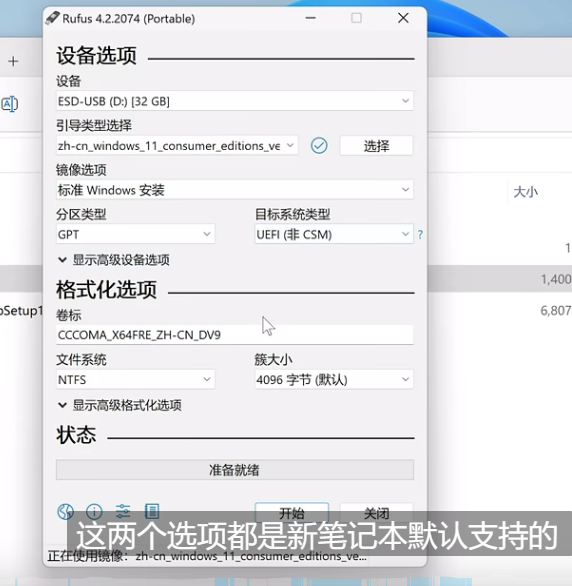 Rufus 4.2.2074 (Portable)
设备选项
设备
ESD-USB (D:) [32 GB]
引导类型选择
zh-cn_windows_11_consumer_editions_ve
选择
镜像选项
标准 Windows 安装
分区类型
目标系统类型
GPT
UEFI (非 CSM)
?
显示高级设备选项
格式化选项
卷标
CCCOMA_X64FRE_ZH-CN_DV9
文件系统
簇大小
NTFS
4096 字节 (默认)
显示高级格式化选项
状态
准备就绪
开始
关闭
这两个选项都是新笔记本默认支持的
正在使用镜像: zh-cn_windows_11_consumer_editions_ve...
大小
1
1,400
oSetup1
6,807